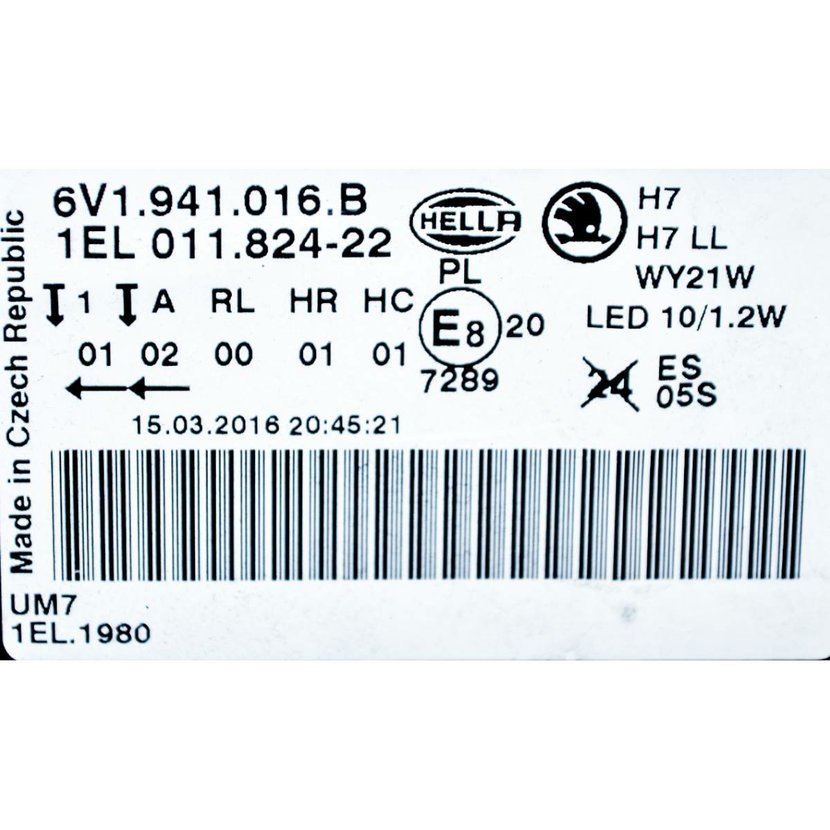 6V1.941.016.B
1EL 011.824-22
HELLA
PL
H7
H7 LL
WY21W
LED 10/1.2W
1 A RL HR HC
01 02 00 01 01
E8 20
7289
24
ES
05S
15.03.2016 20:45:21
Made in Czech Republic
UM7
1EL.1980